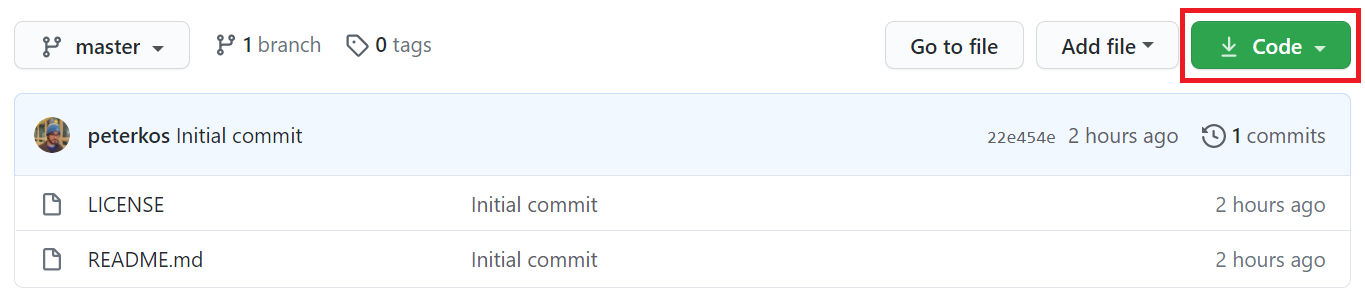 master 1 branch 0 tags Go to file Add file Code
peterkos Initial commit 22e454e 2 hours ago 1 commits
LICENSE Initial commit 2 hours ago
README.md Initial commit 2 hours ago